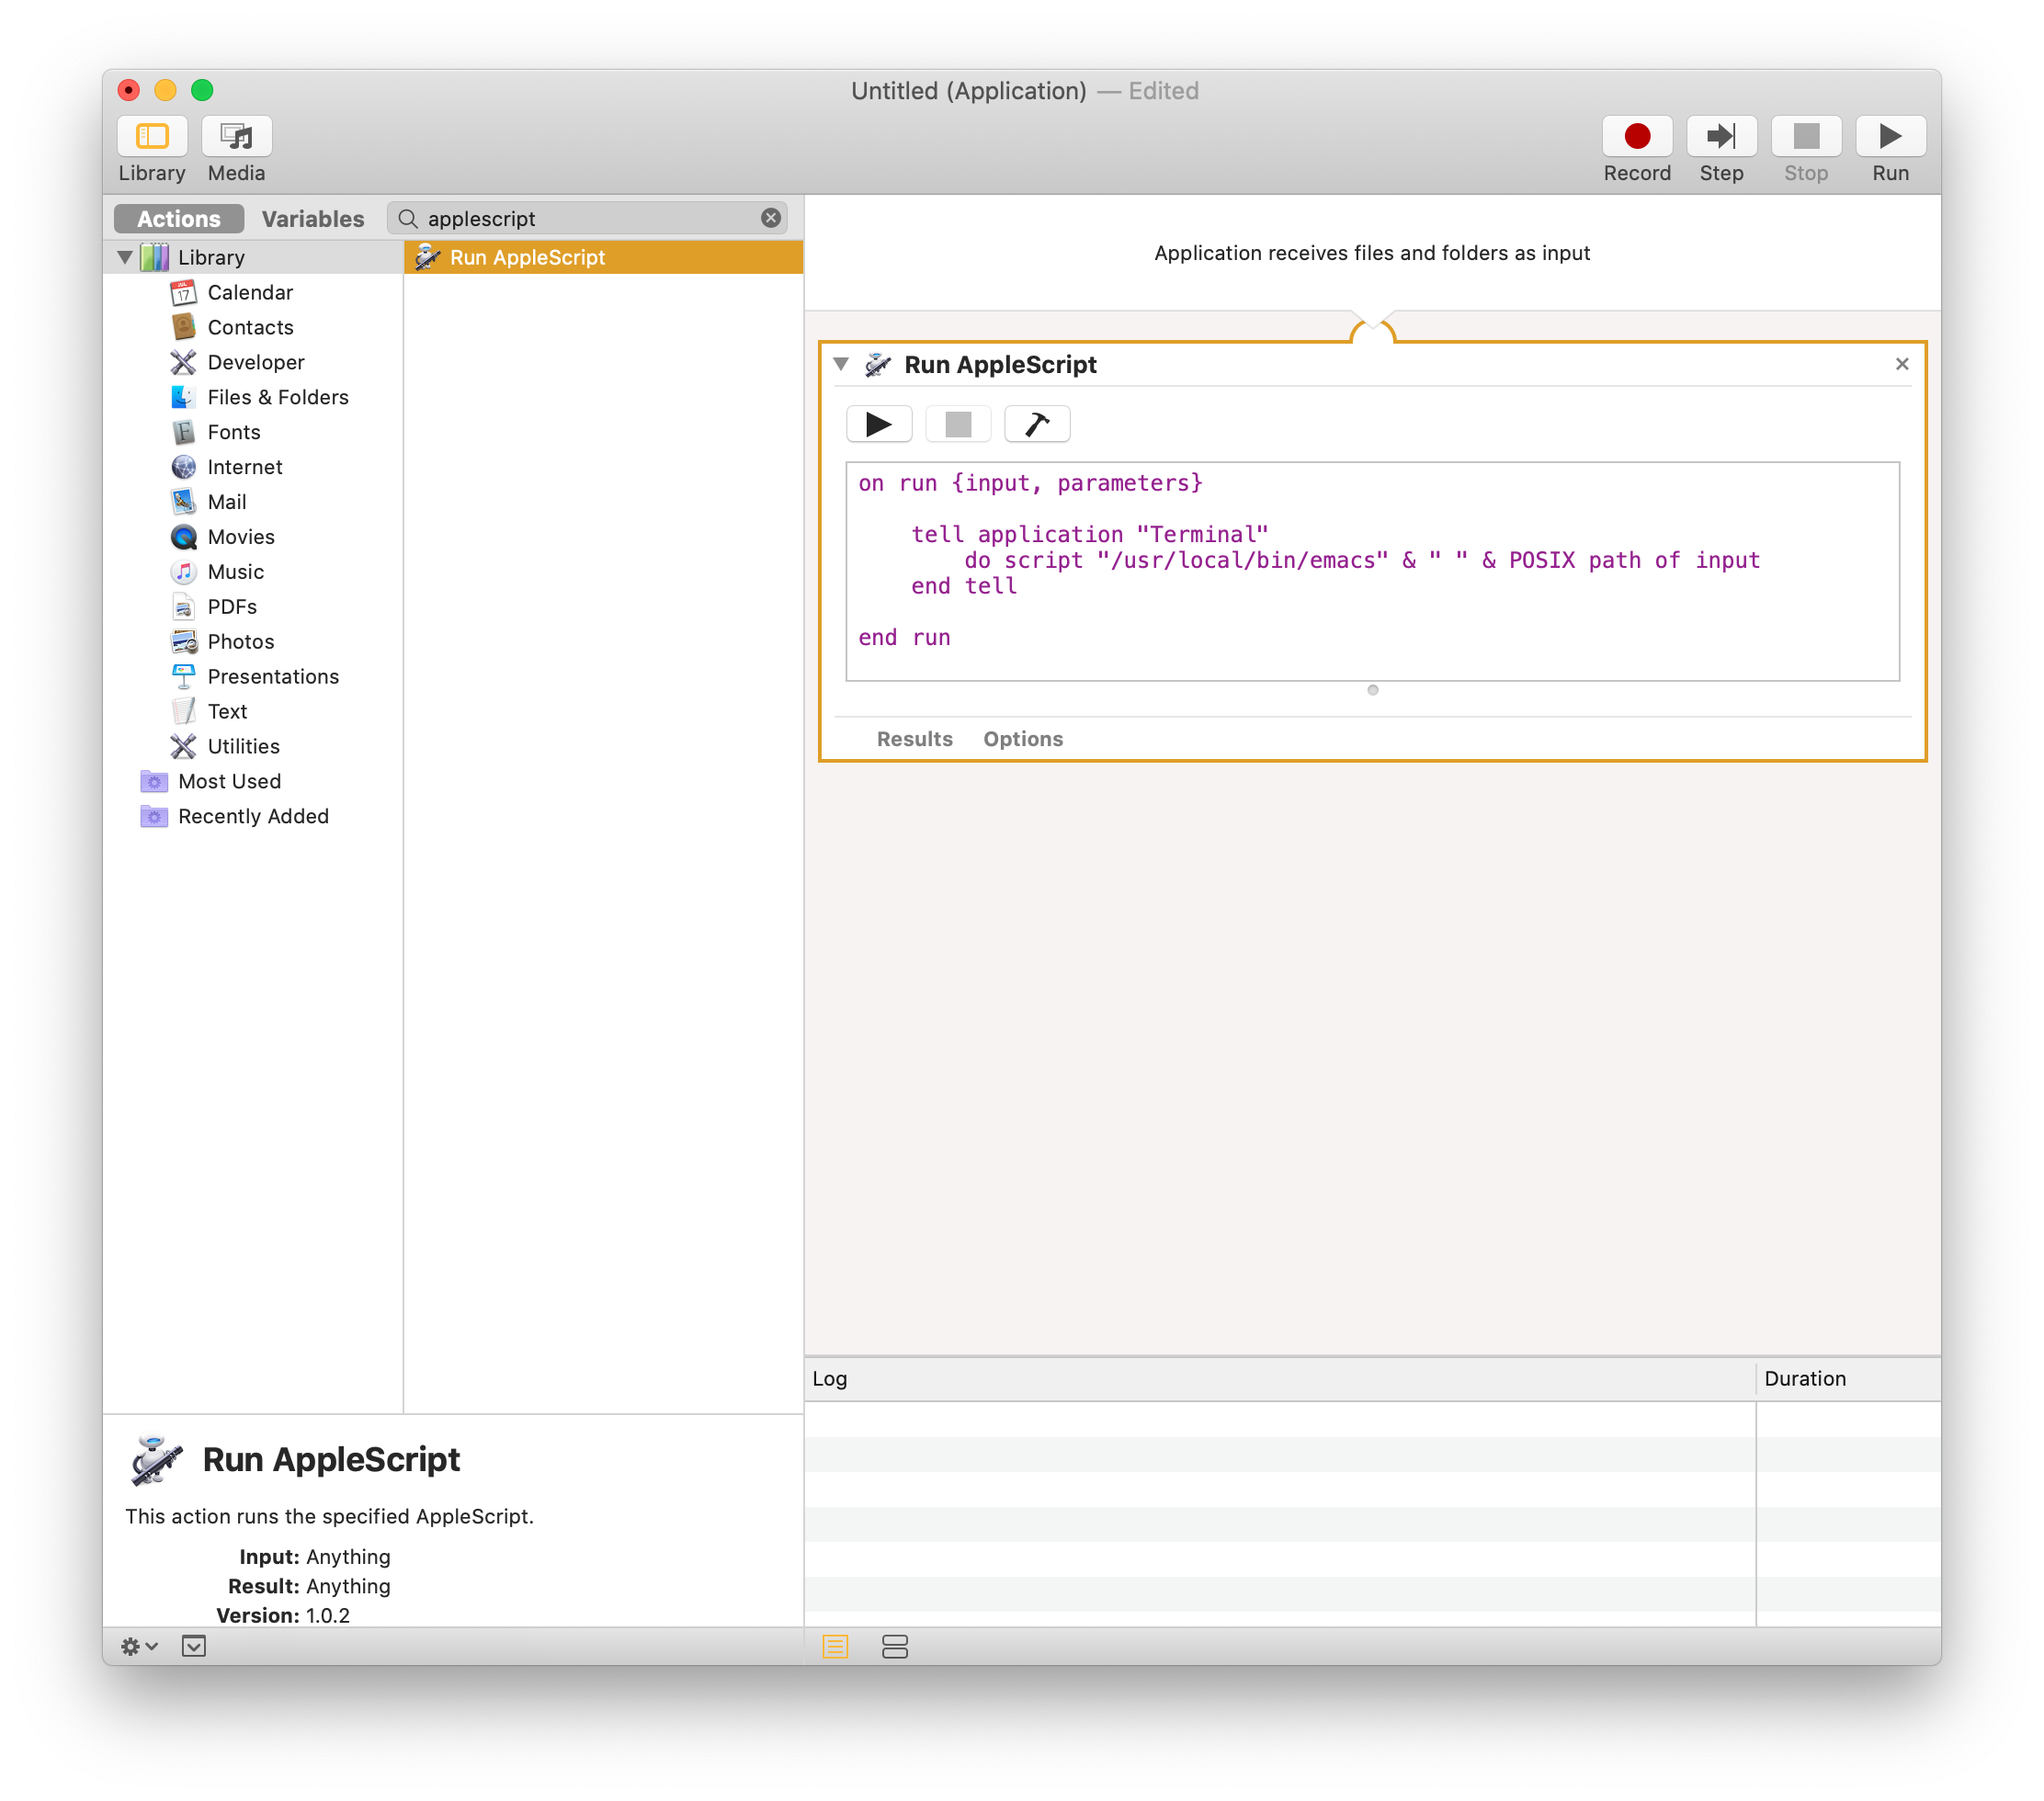 Untitled (Application) — Edited
Library
Media
Record
Step
Stop
Run
Actions
Variables
applescript
Library
JUL
17
Calendar
Contacts
Developer
Files & Folders
F
Fonts
Internet
Mail
Movies
Music
PDFs
Photos
Presentations
Text
Utilities
Most Used
Recently Added
Run AppleScript
Application receives files and folders as input
Run AppleScript
on run {input, parameters}
tell application "Terminal"
do script "/usr/local/bin/emacs" & " " & POSIX path of input
end tell
end run
Results
Options
Log
Duration
Run AppleScript
This action runs the specified AppleScript.
Input: Anything
Result: Anything
Version: 1.0.2